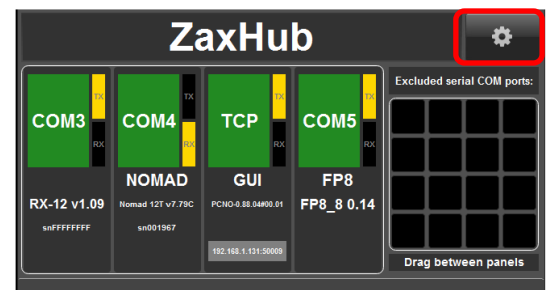 ZaxHub
Excluded serial COM ports:
COM3 TX RX
COM4 TX RX
TCP TX RX
COM5 TX RX
NOMAD GUI FP8
RX-12 v1.09 Nomad 12T v7.79C PCNO-0.88.04#00.01 FP8_8 0.14
snFFFFFFFF sn001967
192.168.1.131:50009
Drag between panels